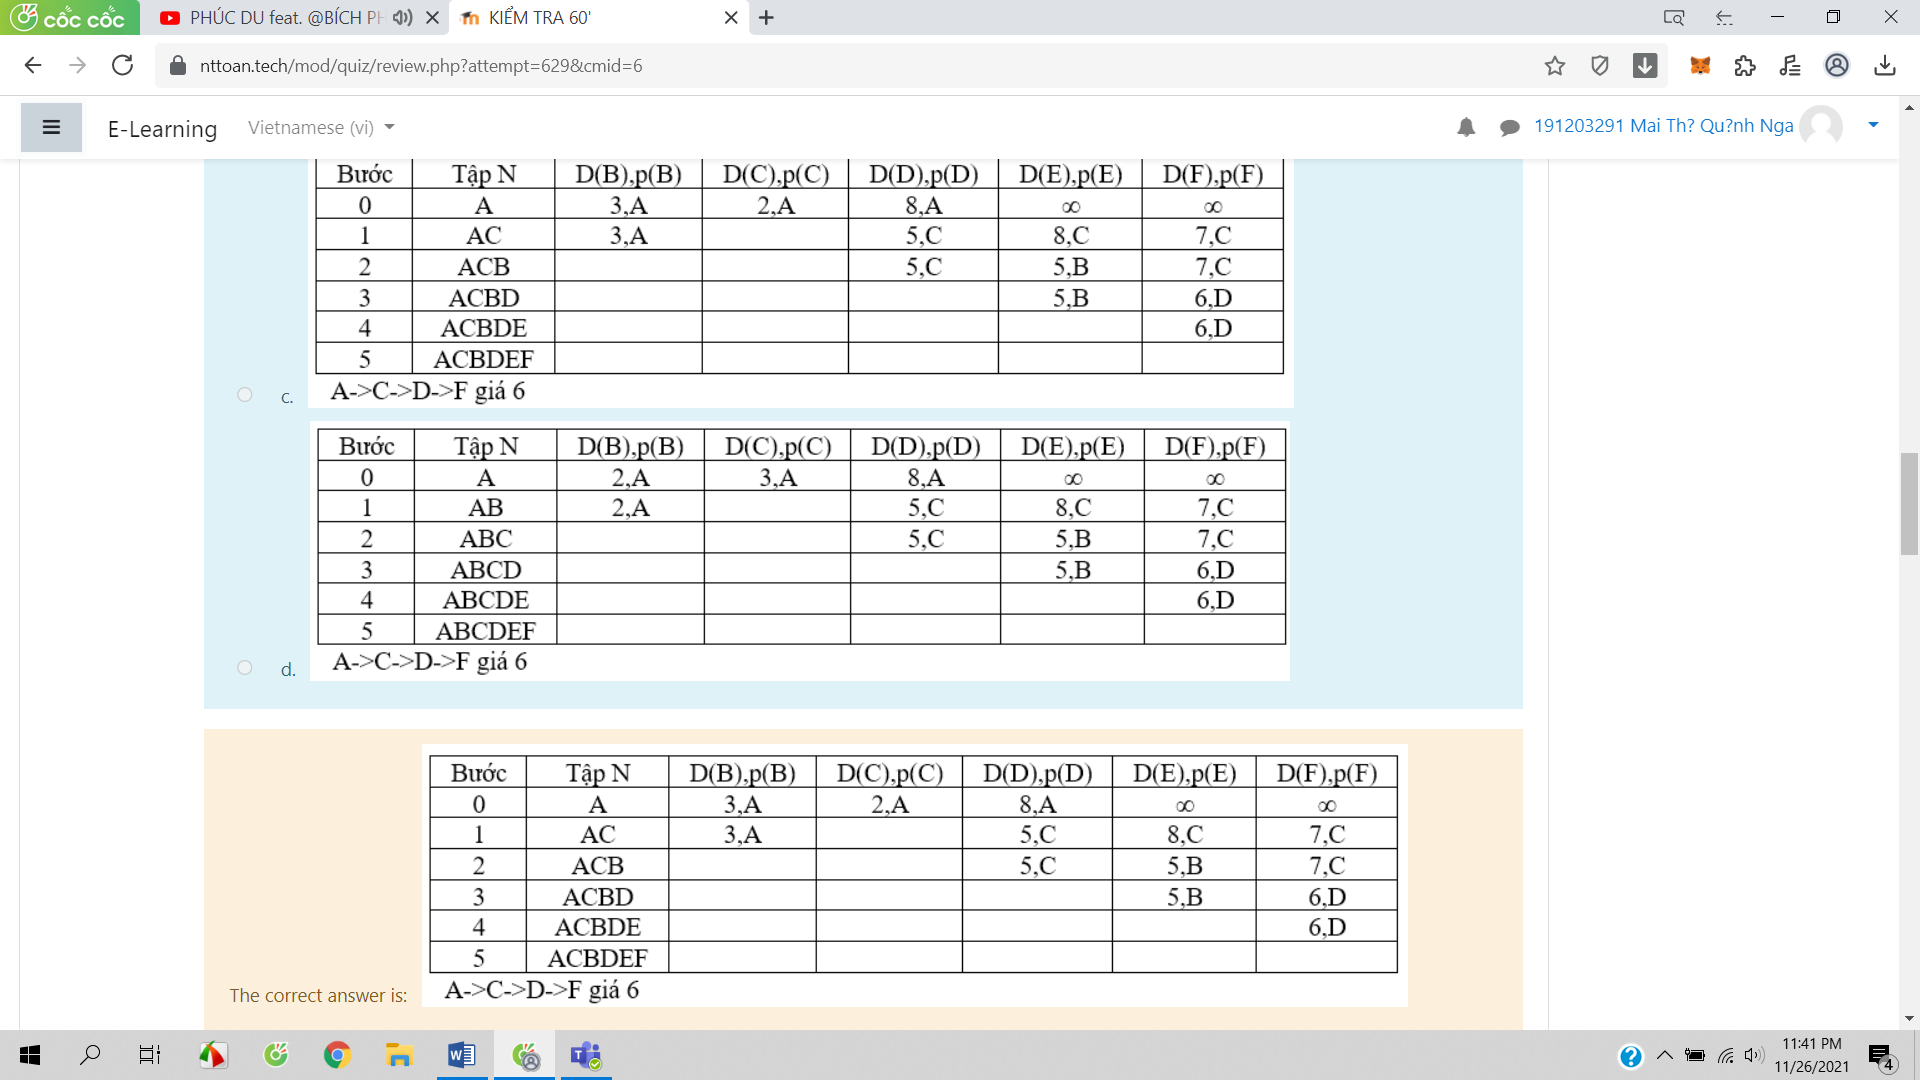 cốc cốc
PHÚC DU feat. @BÍCH PH
KIỂM TRA 60'
nttoan.tech/mod/quiz/review.php?attempt=629&cmid=6
E-Learning
Vietnamese (vi)
191203291 Mai Th? Qu?nh Nga
Bước Tập N D(B),p(B) D(C),p(C) D(D),p(D) D(E),p(E) D(F),p(F)
0 A 3,A 2,A 8,A ∞ ∞
1 AC 3,A 5,C 8,C 7,C
2 ACB 5,C 5,B 7,C
3 ACBD 5,B 6,D
4 ACBDE 6,D
5 ACBDEF
c. A->C->D->F giá 6
Bước Tập N D(B),p(B) D(C),p(C) D(D),p(D) D(E),p(E) D(F),p(F)
0 A 2,A 3,A 8,A ∞ ∞
1 AB 2,A 5,C 8,C 7,C
2 ABC 5,C 5,B 7,C
3 ABCD 5,B 6,D
4 ABCDE 6,D
5 ABCDEF
d. A->C->D->F giá 6
Bước Tập N D(B),p(B) D(C),p(C) D(D),p(D) D(E),p(E) D(F),p(F)
0 A 3,A 2,A 8,A ∞ ∞
1 AC 3,A 5,C 8,C 7,C
2 ACB 5,C 5,B 7,C
3 ACBD 5,B 6,D
4 ACBDE 6,D
5 ACBDEF
The correct answer is: A->C->D->F giá 6
11:41 PM
11/26/2021
4